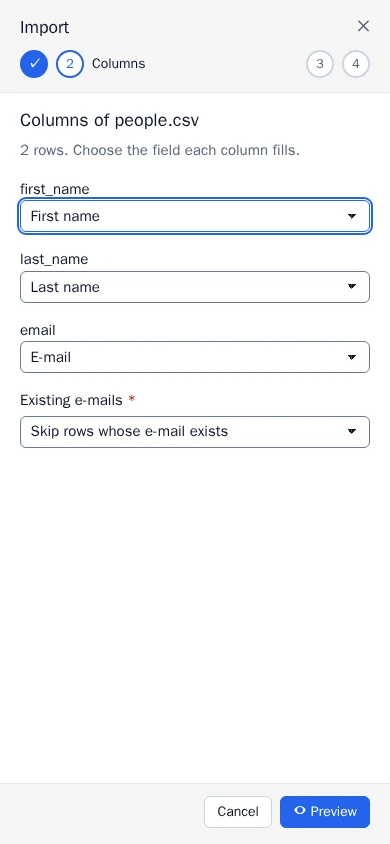 Import
2 Columns 3 4
Columns of people.csv
2 rows. Choose the field each column fills.
first_name
First name
last_name
Last name
email
E-mail
Existing e-mails *
Skip rows whose e-mail exists
Cancel Preview